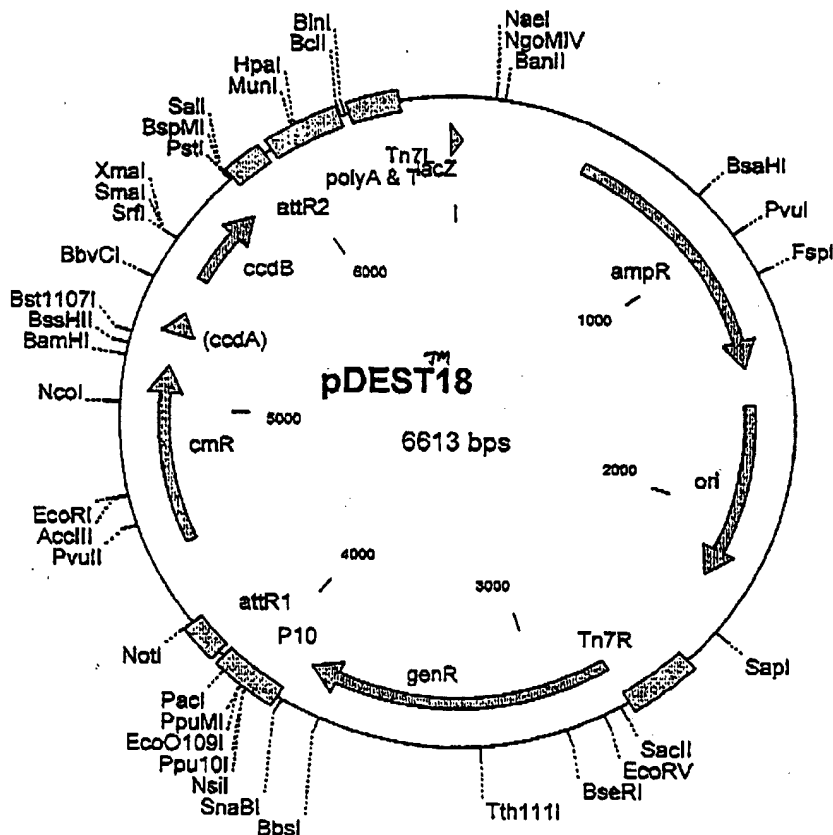 BlnI
BclI
HpaI
MunI
SalI
BspMI
PstI
XmaI
SmaI
SrfI
BbvCI
Bst1107I
BssHII
BamHI
NcoI
EcoRI
AccIII
PvuII
NotI
PacI
PpuMI
EcoO109I
Ppu10I
NsiI
SnaBI
BbsI
Tth111I
BseRI
EcoRV
SacII
SapI
FspI
PvuI
BsaHI
BanII
NgoMIV
NaeI
Tn7L
lacZ
polyA & T
attR2
ccdB
(ccdA)
cmR
attR1
P10
genR
Tn7R
ori
ampR
6000
1000
5000
2000
4000
3000
pDEST™18
6613 bps